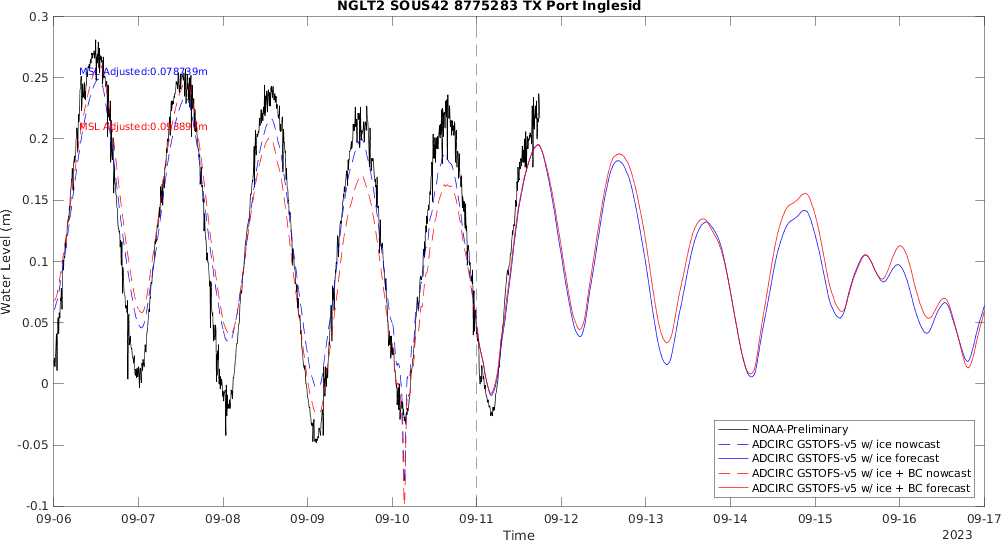 NGLT2 SOUS42 8775283 TX Port Inglesid
0.3
0.25
0.2
0.15
0.1
0.05
0
-0.05
-0.1
Water Level (m)
MSL Adjusted:0.078739m
MSL
NOAA-Preliminary
ADCIRC GSTOFS-v5 w/ ice nowcast
ADCIRC GSTOFS-v5 w/ ice forecast
ADCIRC GSTOFS-v5 w/ ice + BC nowcast
ADCIRC GSTOFS-v5 w/ ice + BC forecast
09-06 09-07 09-08 09-09 09-10 09-11 09-12 09-13 09-14 09-15 09-16 09-17
Time
2023